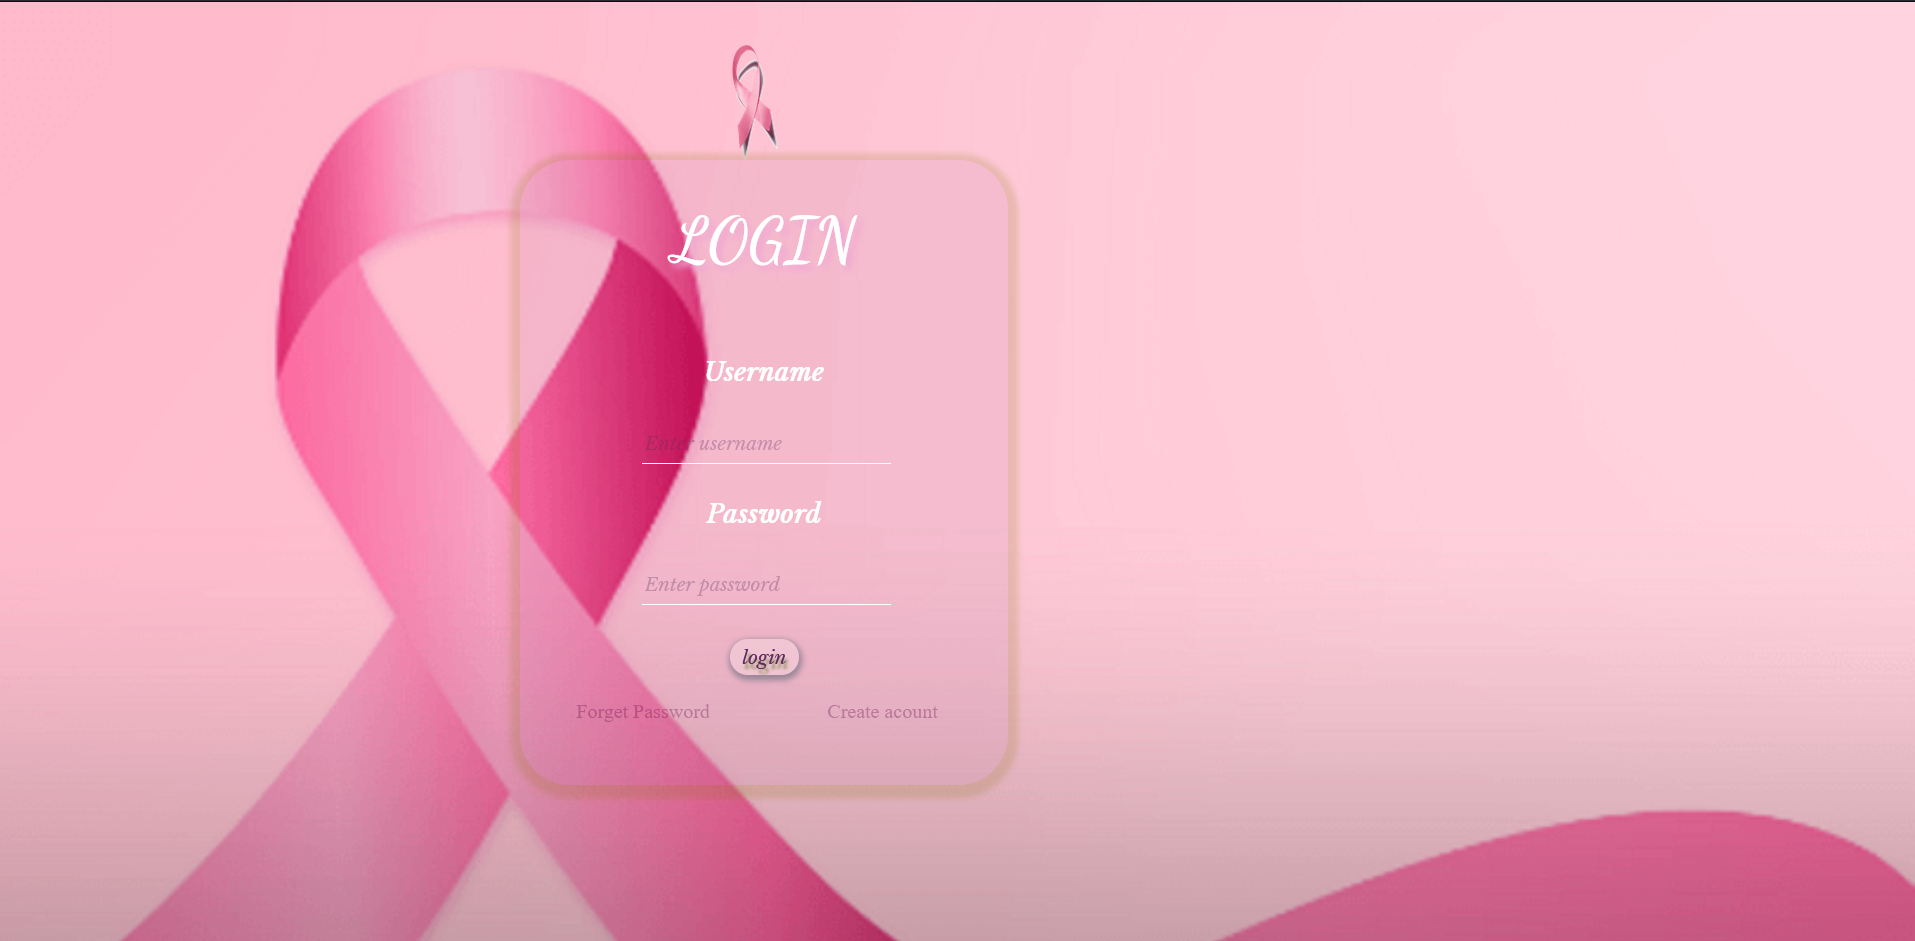 LOGIN
Username
Enter username
Password
Enter password
login
Forget Password Create acount